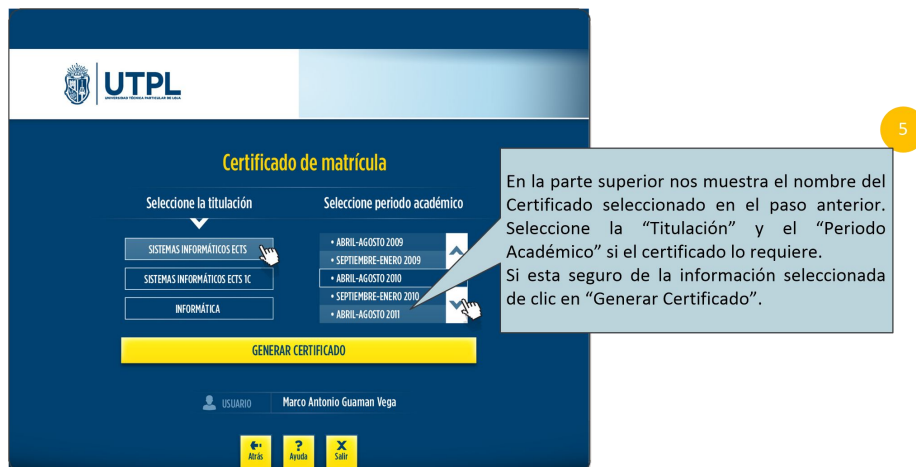 UTPL
UNIVERSIDAD TÉCNICA PARTICULAR DE LOJA
5
Certificado de matrícula
Seleccione la titulación
SISTEMAS INFORMÁTICOS ECTS
SISTEMAS INFORMÁTICOS ECTS 1C
INFORMÁTICA
Seleccione periodo académico
• ABRIL-AGOSTO 2009
• SEPTIEMBRE-ENERO 2009
• ABRIL-AGOSTO 2010
• SEPTIEMBRE-ENERO 2010
• ABRIL-AGOSTO 2011
En la parte superior nos muestra el nombre del
Certificado seleccionado en el paso anterior.
Seleccione la “Titulación” y el “Periodo
Académico” si el certificado lo requiere.
Si esta seguro de la información seleccionada
de clic en “Generar Certificado”.
GENERAR CERTIFICADO
USUARIO Marco Antonio Guaman Vega
Atrás
? Ayuda
X Salir